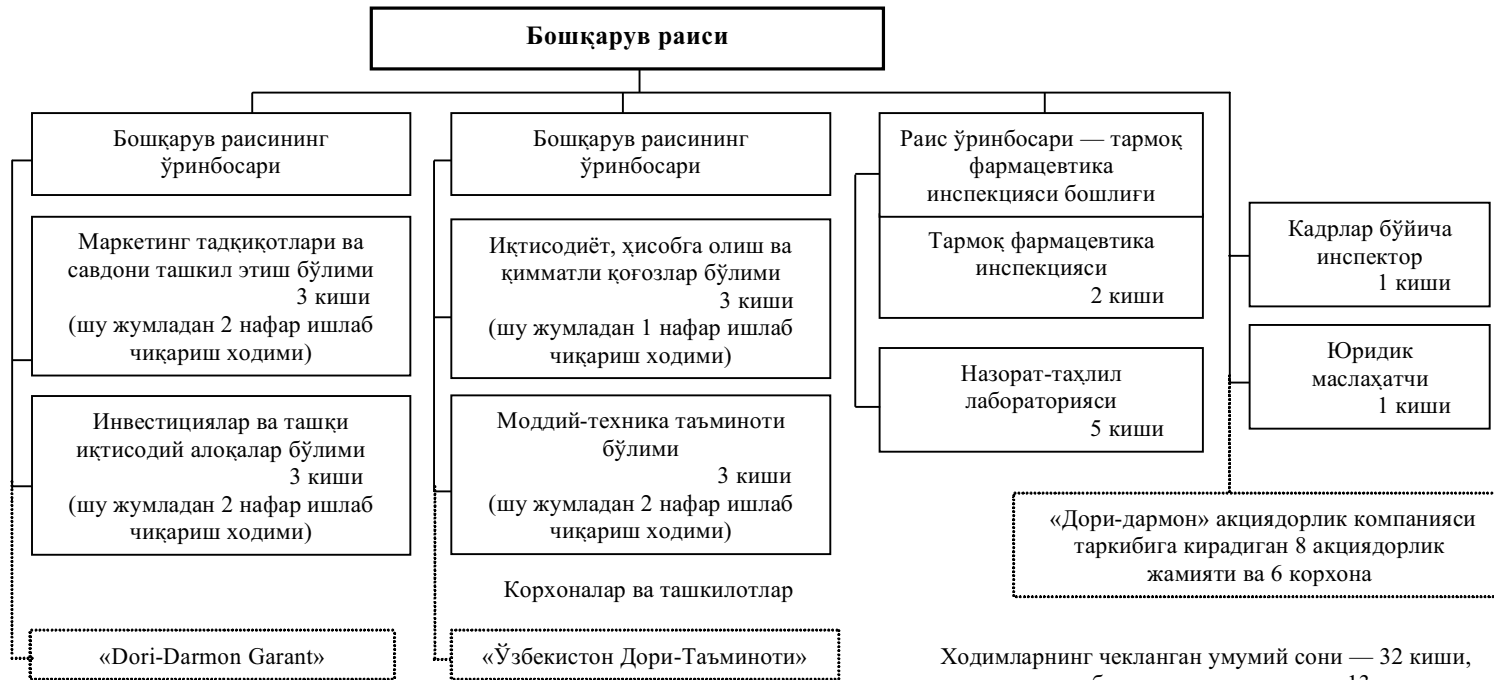 Бошқарув раиси
Бошқарув раисининг
ўринбосари
Маркетинг тадқиқотлари ва
савдони ташкил этиш бўлими
3 киши
(шу жумладан 2 нафар ишлаб
чиқариш ходими)
Инвестициялар ва ташқи
иқтисодий алоқалар бўлими
3 киши
(шу жумладан 2 нафар ишлаб
чиқариш ходими)
«Dori-Darmon Garant»
Бошқарув раисининг
ўринбосари
Иқтисодиёт, ҳисобга олиш ва
қимматли қоғозлар бўлими
3 киши
(шу жумладан 1 нафар ишлаб
чиқариш ходими)
Моддий-техника таъминоти
бўлими
3 киши
(шу жумладан 2 нафар ишлаб
чиқариш ходими)
Корхоналар ва ташкилотлар
«Ўзбекистон Дори-Таъминоти»
Раис ўринбосари — тармоқ
фармацевтика
инспекцияси бошлиғи
Тармоқ фармацевтика
инспекцияси
2 киши
Назорат-таҳлил
лабораторияси
5 киши
Кадрлар бўйича
инспектор
1 киши
Юридик
маслаҳатчи
1 киши
«Дори-дармон» акциядорлик компанияси
таркибига кирадиган 8 акциядорлик
жамияти ва 6 корхона
Ходимларнинг чекланган умумий сони — 32 киши,